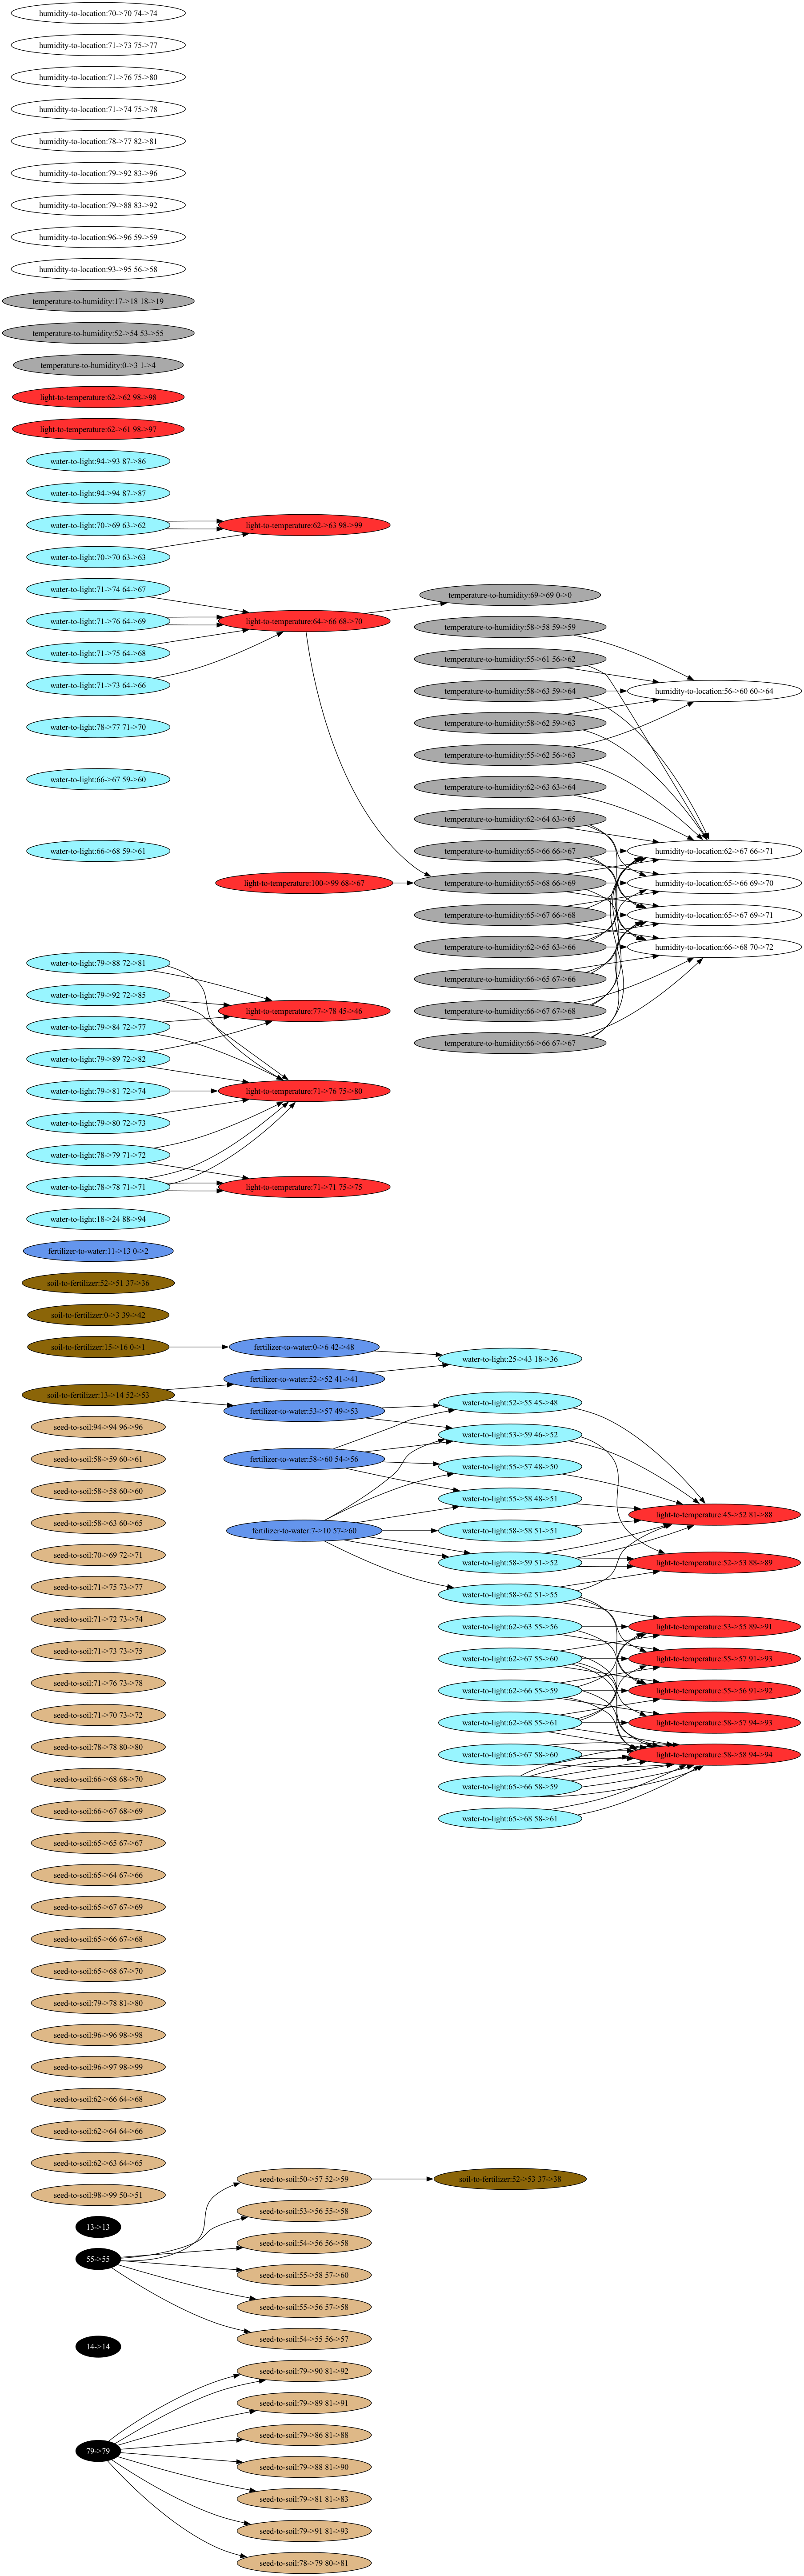 humidity-to-location:70->70 74->74
humidity-to-location:71->73 75->77
humidity-to-location:71->76 75->80
humidity-to-location:71->74 75->78
humidity-to-location:78->77 82->81
humidity-to-location:79->92 83->96
humidity-to-location:79->88 83->92
humidity-to-location:96->96 59->59
humidity-to-location:93->95 56->58
temperature-to-humidity:17->18 18->19
temperature-to-humidity:52->54 53->55
temperature-to-humidity:0->3 1->4
light-to-temperature:62->62 98->98
light-to-temperature:62->61 98->97
water-to-light:94->93 87->86
water-to-light:94->94 87->87
water-to-light:70->69 63->62
light-to-temperature:62->63 98->99
water-to-light:70->70 63->63
water-to-light:71->74 64->67
temperature-to-humidity:69->69 0->0
water-to-light:71->76 64->69
light-to-temperature:64->66 68->70
temperature-to-humidity:58->58 59->59
water-to-light:71->75 64->68
temperature-to-humidity:55->61 56->62
water-to-light:71->73 64->66
temperature-to-humidity:58->63 59->64
humidity-to-location:56->60 60->64
water-to-light:78->77 71->70
temperature-to-humidity:58->62 59->63
temperature-to-humidity:55->62 56->63
water-to-light:66->67 59->60
temperature-to-humidity:62->63 63->64
temperature-to-humidity:62->64 63->65
water-to-light:66->68 59->61
temperature-to-humidity:65->66 66->67
humidity-to-location:62->67 66->71
light-to-temperature:100->99 68->67
temperature-to-humidity:65->68 66->69
humidity-to-location:65->66 69->70
temperature-to-humidity:65->67 66->68
humidity-to-location:65->67 69->71
temperature-to-humidity:62->65 63->66
humidity-to-location:66->68 70->72
water-to-light:79->88 72->81
temperature-to-humidity:66->65 67->66
water-to-light:79->92 72->85
light-to-temperature:77->78 45->46
temperature-to-humidity:66->67 67->68
water-to-light:79->84 72->77
temperature-to-humidity:66->66 67->67
water-to-light:79->89 72->82
water-to-light:79->81 72->74
light-to-temperature:71->76 75->80
water-to-light:79->80 72->73
water-to-light:78->79 71->72
water-to-light:78->78 71->71
light-to-temperature:71->71 75->75
water-to-light:18->24 88->94
fertilizer-to-water:11->13 0->2
soil-to-fertilizer:52->51 37->36
soil-to-fertilizer:0->3 39->42
soil-to-fertilizer:15->16 0->1
fertilizer-to-water:0->6 42->48
water-to-light:25->43 18->36
fertilizer-to-water:52->52 41->41
soil-to-fertilizer:13->14 52->53
water-to-light:52->55 45->48
fertilizer-to-water:53->57 49->53
seed-to-soil:94->94 96->96
water-to-light:53->59 46->52
seed-to-soil:58->59 60->61
fertilizer-to-water:58->60 54->56
water-to-light:55->57 48->50
seed-to-soil:58->58 60->60
water-to-light:55->58 48->51
light-to-temperature:45->52 81->88
seed-to-soil:58->63 60->65
fertilizer-to-water:7->10 57->60
water-to-light:58->58 51->51
seed-to-soil:70->69 72->71
water-to-light:58->59 51->52
light-to-temperature:52->53 88->89
seed-to-soil:71->75 73->77
water-to-light:58->62 51->55
seed-to-soil:71->72 73->74
water-to-light:62->63 55->56
light-to-temperature:53->55 89->91
seed-to-soil:71->73 73->75
water-to-light:62->67 55->60
light-to-temperature:55->57 91->93
seed-to-soil:71->76 73->78
water-to-light:62->66 55->59
light-to-temperature:55->56 91->92
seed-to-soil:71->70 73->72
water-to-light:62->68 55->61
light-to-temperature:58->57 94->93
seed-to-soil:78->78 80->80
water-to-light:65->67 58->60
light-to-temperature:58->58 94->94
seed-to-soil:66->68 68->70
water-to-light:65->66 58->59
seed-to-soil:66->67 68->69
water-to-light:65->68 58->61
seed-to-soil:65->65 67->67
seed-to-soil:65->64 67->66
seed-to-soil:65->67 67->69
seed-to-soil:65->66 67->68
seed-to-soil:65->68 67->70
seed-to-soil:79->78 81->80
seed-to-soil:96->96 98->98
seed-to-soil:96->97 98->99
seed-to-soil:62->66 64->68
seed-to-soil:62->64 64->66
seed-to-soil:62->63 64->65
seed-to-soil:50->57 52->59
soil-to-fertilizer:52->53 37->38
seed-to-soil:98->99 50->51
seed-to-soil:53->56 55->58
13->13
seed-to-soil:54->56 56->58
55->55
seed-to-soil:55->58 57->60
seed-to-soil:55->56 57->58
seed-to-soil:54->55 56->57
14->14
seed-to-soil:79->90 81->92
seed-to-soil:79->89 81->91
seed-to-soil:79->86 81->88
79->79
seed-to-soil:79->88 81->90
seed-to-soil:79->81 81->83
seed-to-soil:79->91 81->93
seed-to-soil:78->79 80->81